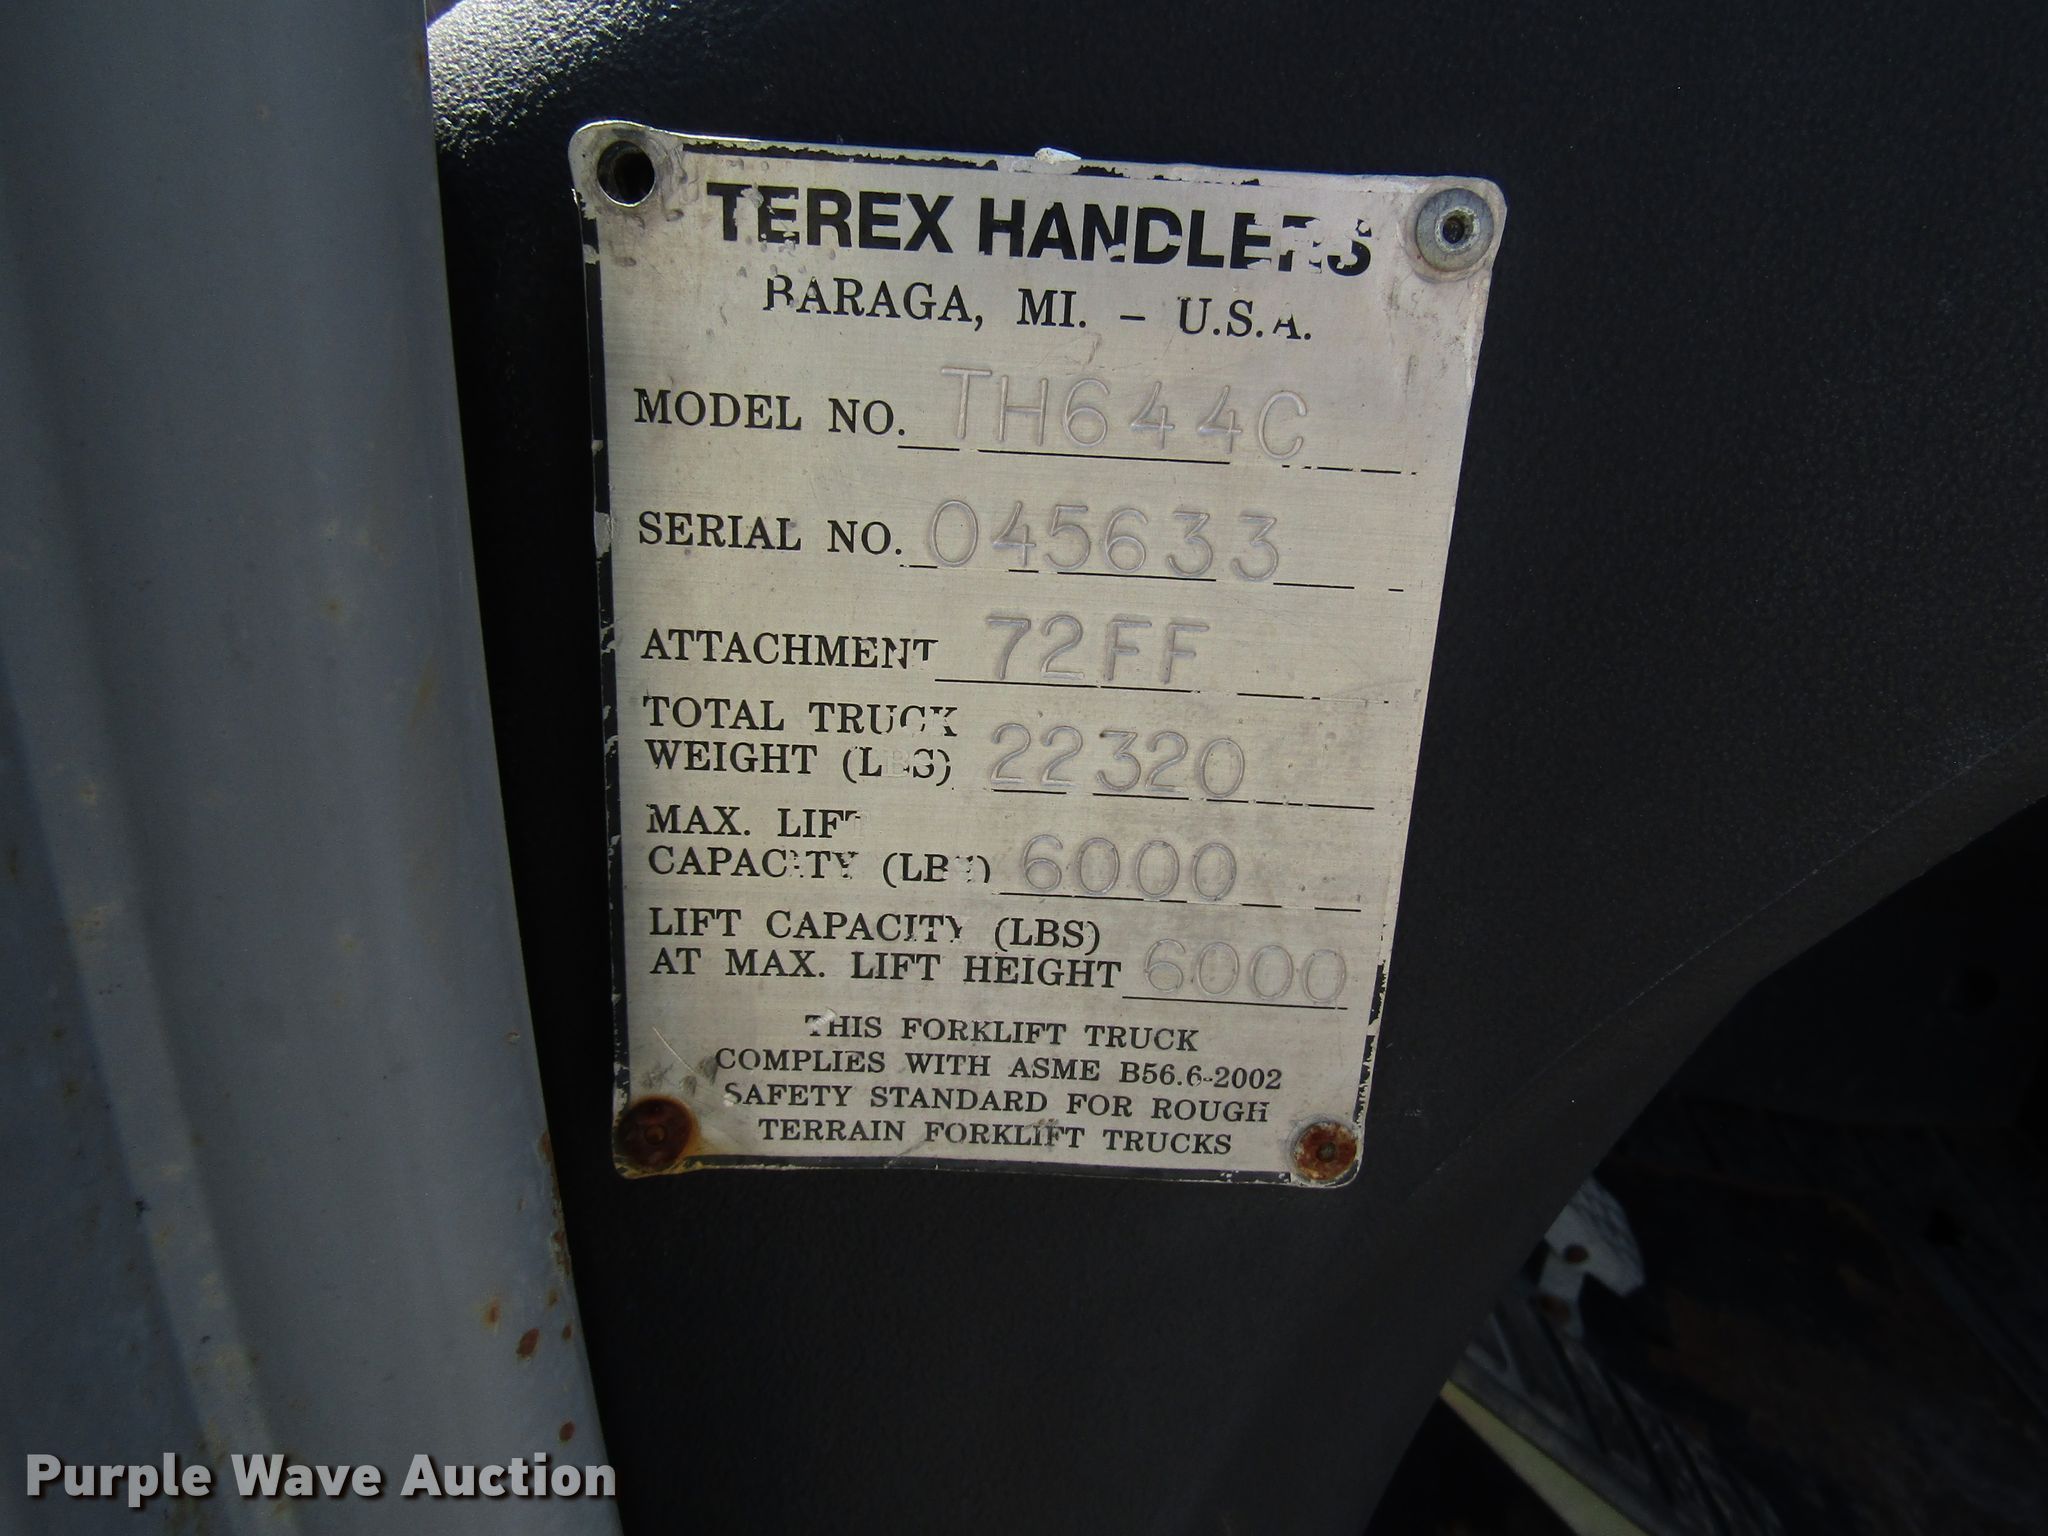 TEREX HANDLERS
BARAGA, MI. – U.S.A.
MODEL NO. TH644C
SERIAL NO. 045633
ATTACHMENT 72FF
TOTAL TRUCK
WEIGHT (LBS) 22320
MAX. LIFT
CAPACITY (LBS) 6000
LIFT CAPACITY (LBS)
AT MAX. LIFT HEIGHT 6000
THIS FORKLIFT TRUCK
COMPLIES WITH ASME B56.6-2002
SAFETY STANDARD FOR ROUGH
TERRAIN FORKLIFT TRUCKS
Purple Wave Auction